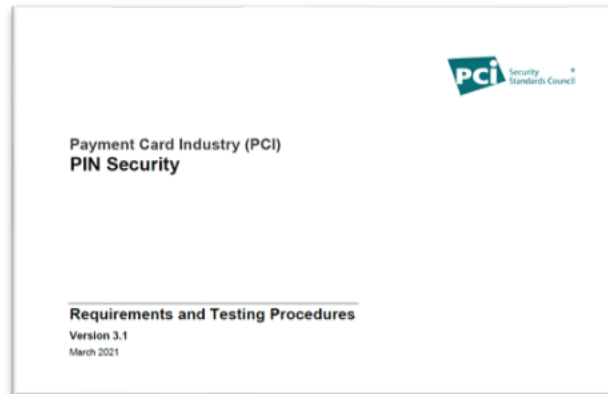 PCI Security
Standards Council
Payment Card Industry (PCI)
PIN Security
Requirements and Testing Procedures
Version 3.1
March 2021